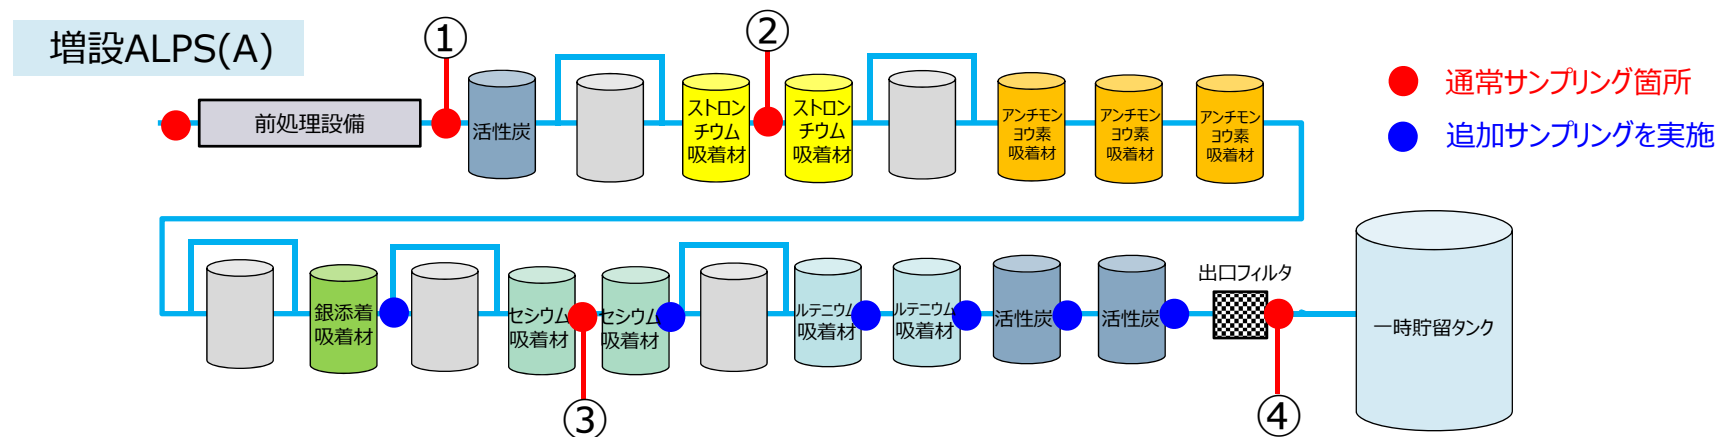 増設ALPS(A)
①
②
通常サンプリング箇所
追加サンプリングを実施
前処理設備
活性炭
ストロン
チウム
吸着材
ストロン
チウム
吸着材
アンチモン
ヨウ素
吸着材
アンチモン
ヨウ素
吸着材
アンチモン
ヨウ素
吸着材
銀添着
吸着材
セシウム
吸着材
セシウム
吸着材
ルテニウム
吸着材
ルテニウム
吸着材
活性炭
活性炭
出口フィルタ
一時貯留タンク
③
④